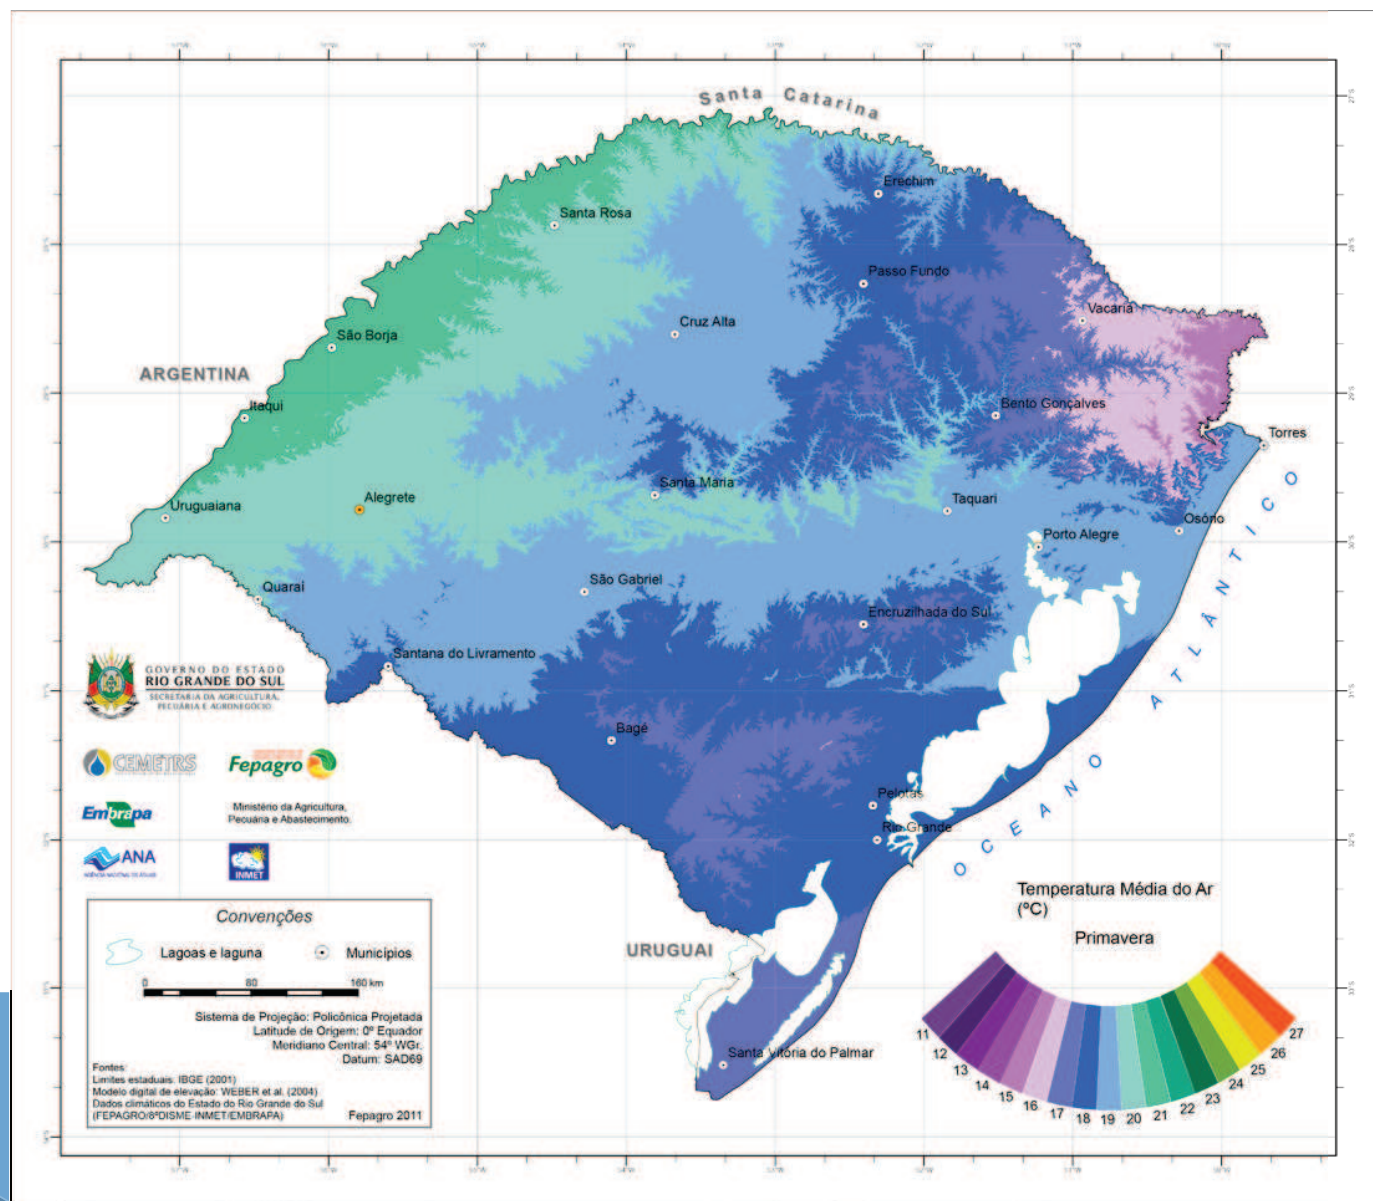 Santa Catarina
Erechim
Santa Rosa
Passo Fundo
Vacaria
Cruz Alta
São Borja
ARGENTINA
Itaqui
Bento Gonçalves
Torres
Santa Maria
Alegrete
Taquari
Uruguaiana
Osório
Porto Alegre
São Gabriel
Quaraí
Encruzilhada do Sul
Santana do Livramento
OCEANO ATLÂNTICO
GOVERNO DO ESTADO
RIO GRANDE DO SUL
SECRETARIA DA AGRICULTURA,
PECUÁRIA E AGRONEGÓCIO
Bagé
CEMETRS
Fepagro
Pelotas
Embrapa
Ministério da Agricultura,
Pecuária e Abastecimento.
Rio Grande
ANA
INMET
Temperatura Média do Ar
(ºC)
Primavera
Convenções
Lagoas e laguna
Municípios
URUGUAI
0 80 160 km
Sistema de Projeção: Policônica Projetada
Latitude de Origem: 0º Equador
Meridiano Central: 54º WGr.
Datum: SAD69
Santa Vitória do Palmar
Fontes:
Limites estaduais: IBGE (2001)
Modelo digital de elevação: WEBER et al. (2004)
Dados climáticos do Estado do Rio Grande do Sul
(FEPAGRO/8ºDISME-INMET/EMBRAPA)
Fepagro 2011
11 12 13 14 15 16 17 18 19 20 21 22 23 24 25 26 27